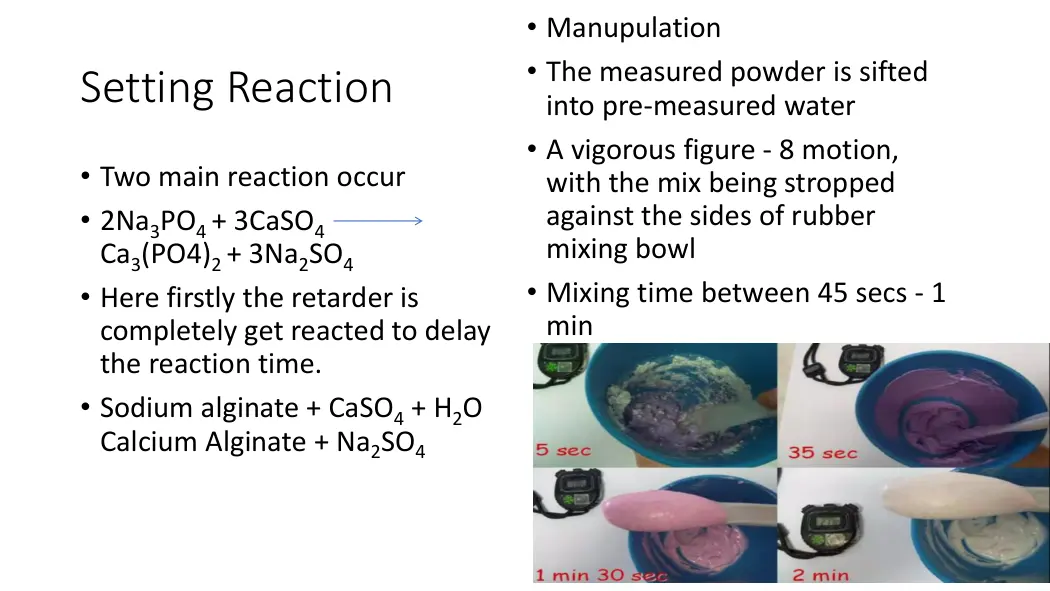 Setting Reaction
• Two main reaction occur
• 2Na₃PO₄ + 3CaSO₄
Ca₃(PO4)₂ + 3Na₂SO₄
• Here firstly the retarder is
completely get reacted to delay
the reaction time.
• Sodium alginate + CaSO₄ + H₂O
Calcium Alginate + Na₂SO₄
• Manupulation
• The measured powder is sifted
into pre-measured water
• A vigorous figure - 8 motion,
with the mix being stropped
against the sides of rubber
mixing bowl
• Mixing time between 45 secs - 1
min
5 sec
35 sec
1 min 30 sec
2 min